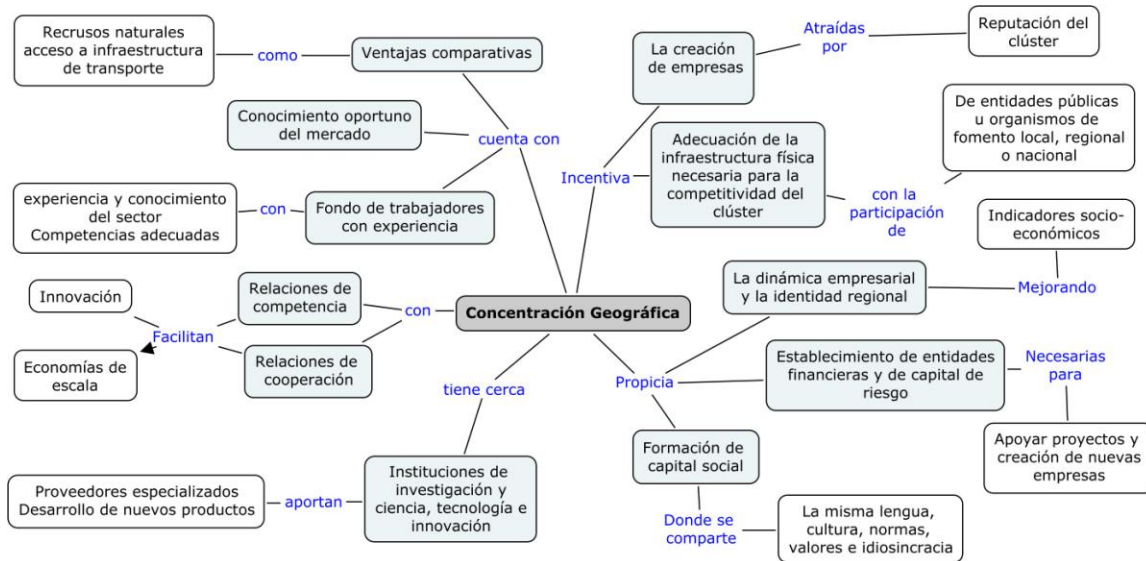 Recrusos naturales
acceso a infraestructura
de transporte
como
Ventajas comparativas
Conocimiento oportuno
del mercado
cuenta con
experiencia y conocimiento
del sector
Competencias adecuadas
con
Fondo de trabajadores
con experiencia
La creación
de empresas
Atraídas
por
Reputación del
clúster
Incentiva
Adecuación de la
infraestructura física
necesaria para la
competitividad del
clúster
con la
participación
de
De entidades públicas
u organismos de
fomento local, regional
o nacional
Indicadores socio-
económicos
Mejorando
La dinámica empresarial
y la identidad regional
Innovación
Facilitan
Economías de
escala
Relaciones de
competencia
Relaciones de
cooperación
con
Concentración Geográfica
tiene cerca
Propicia
Establecimiento de entidades
financieras y de capital de
riesgo
Necesarias
para
Apoyar proyectos y
creación de nuevas
empresas
Formación de
capital social
Donde se
comparte
La misma lengua,
cultura, normas,
valores e idiosincracia
Proveedores especializados
Desarrollo de nuevos productos
aportan
Instituciones de
investigación y
ciencia, tecnología e
innovación